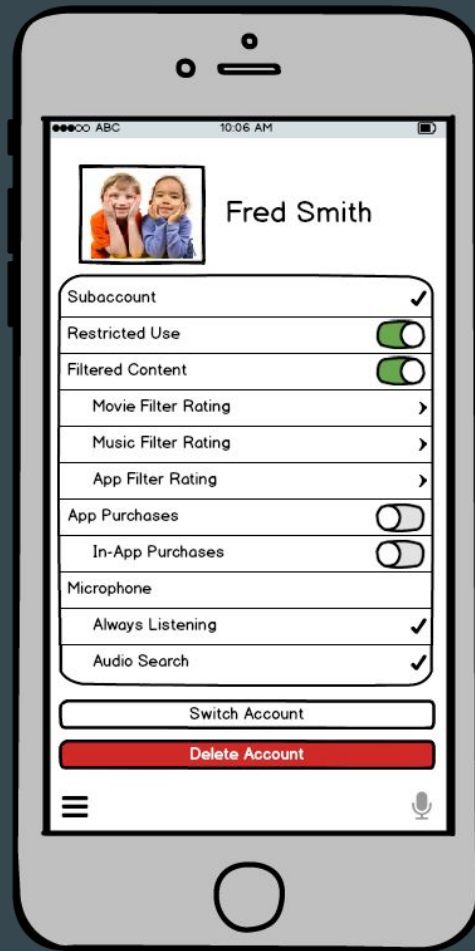 ABC 10:06 AM
Fred Smith
Subaccount
Restricted Use
Filtered Content
Movie Filter Rating
Music Filter Rating
App Filter Rating
App Purchases
In-App Purchases
Microphone
Always Listening
Audio Search
Switch Account
Delete Account